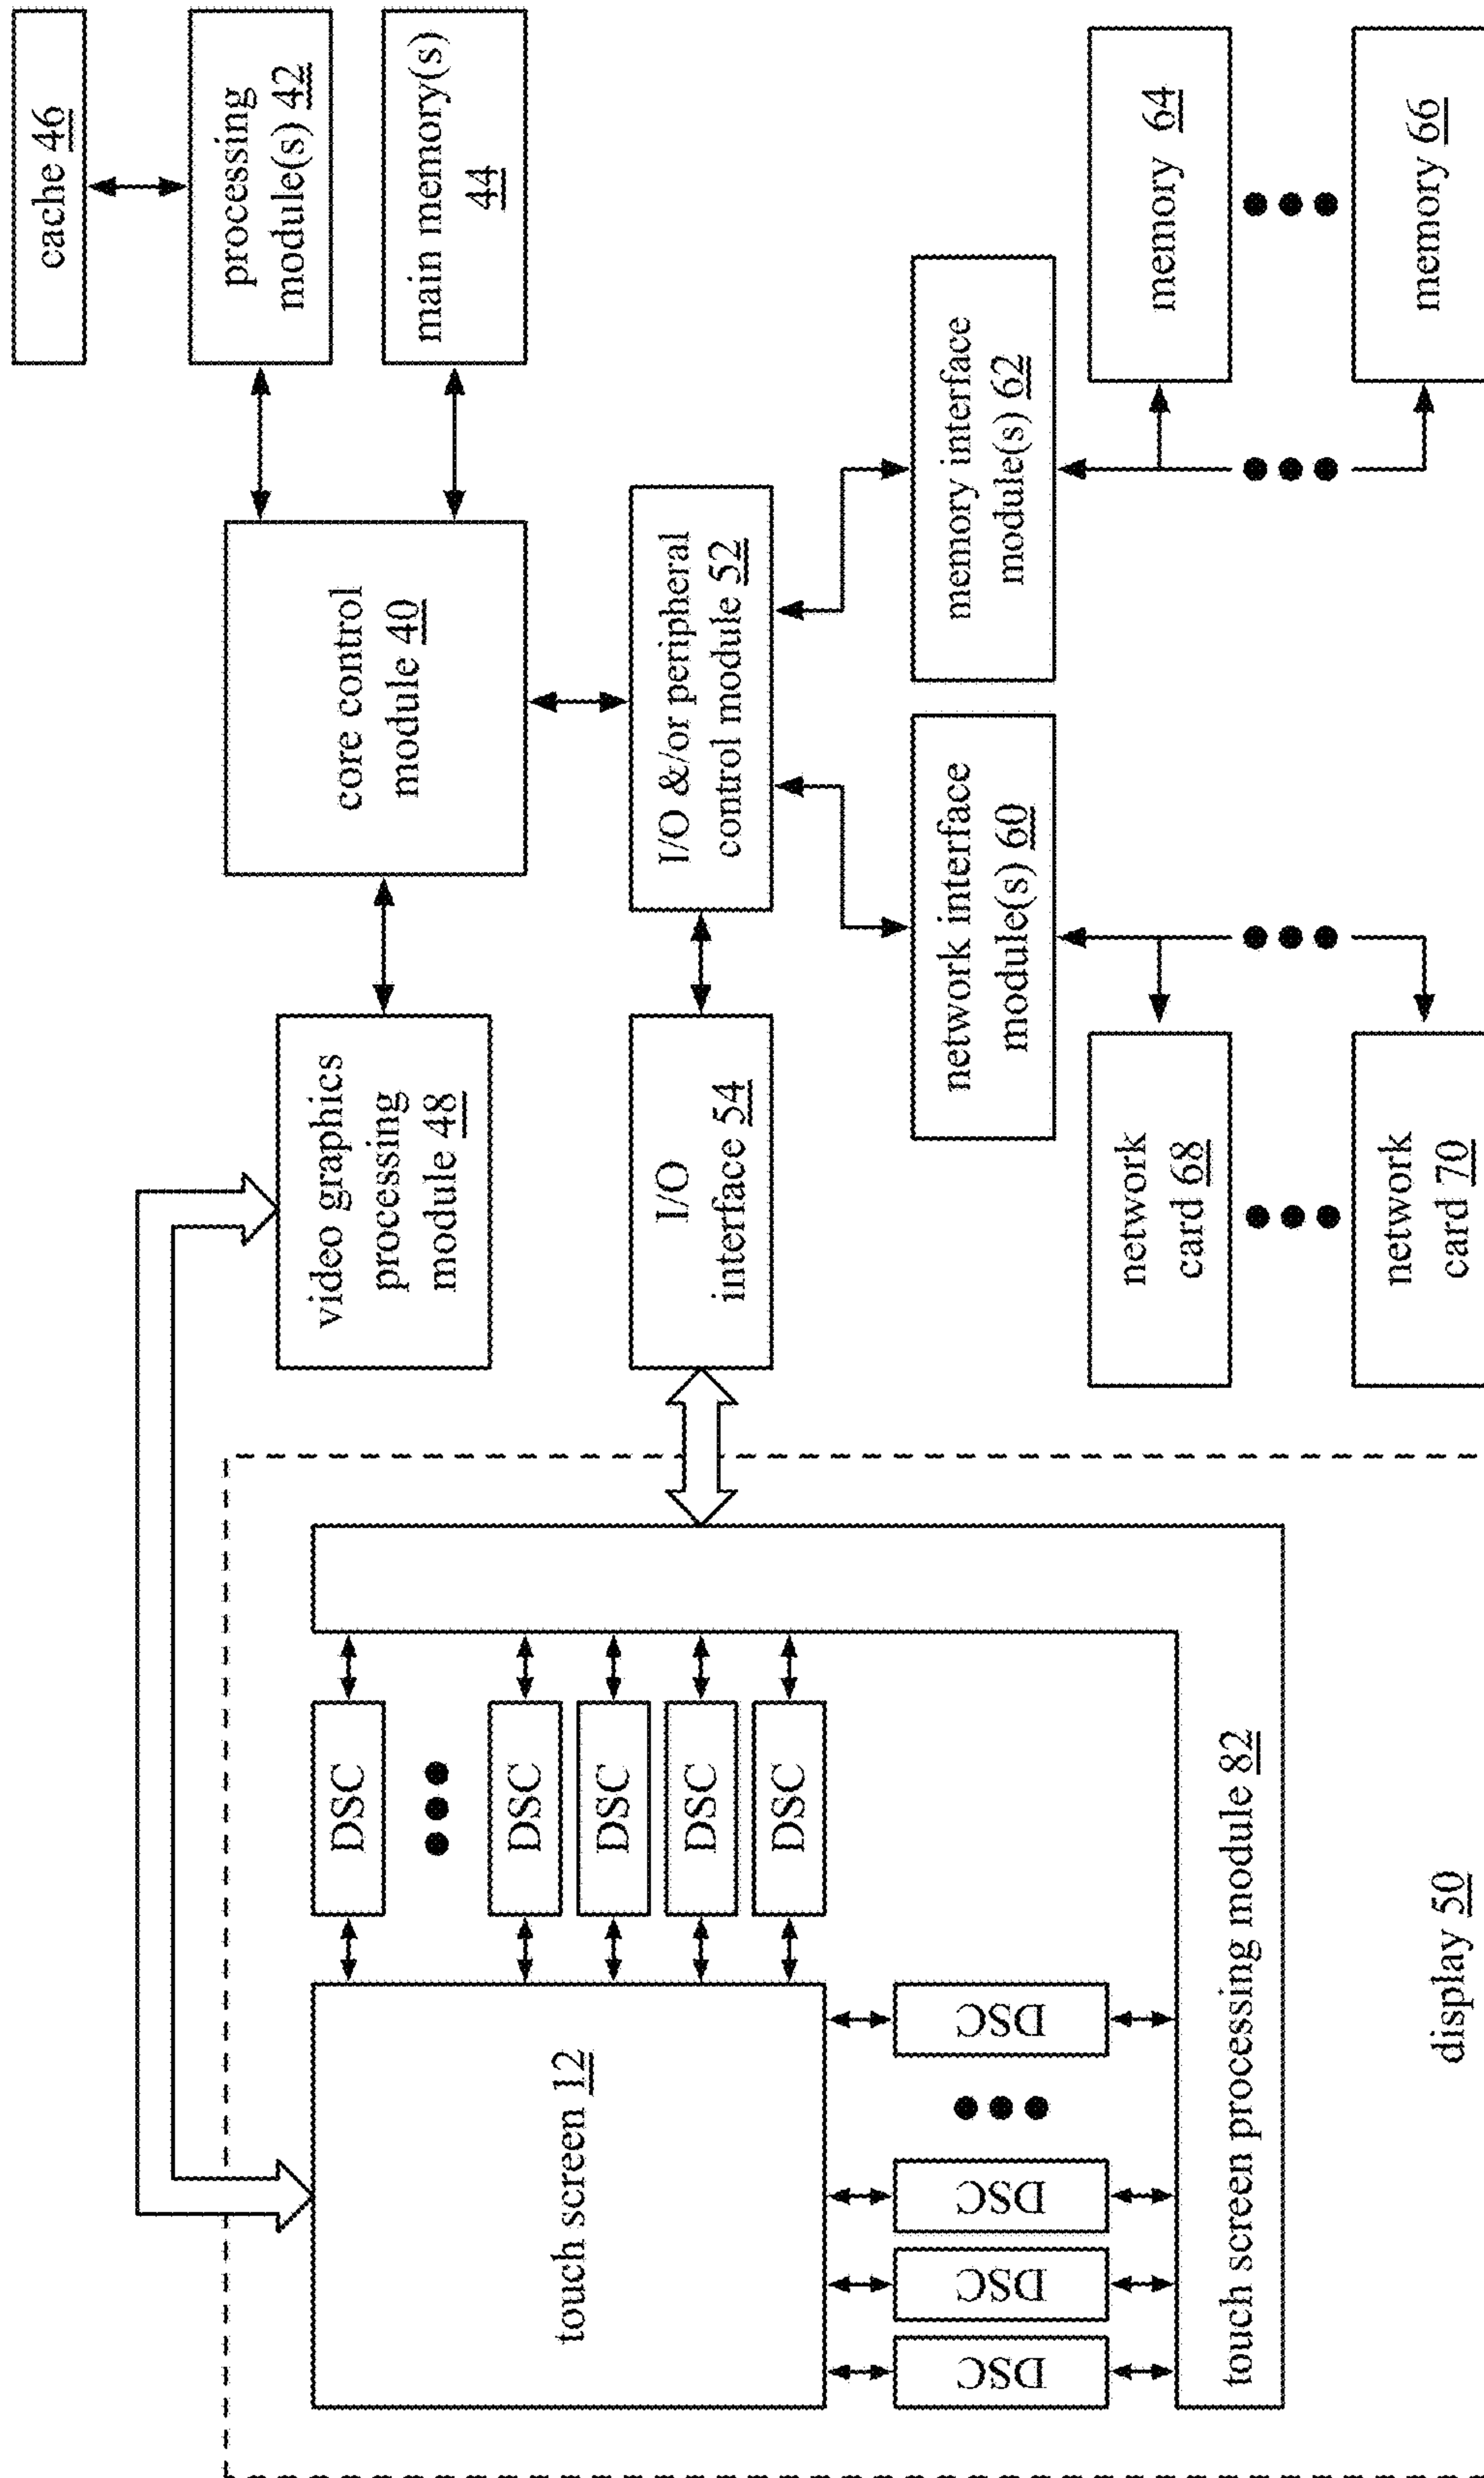 cache 46
processing
module(s) 42
main memory(s)
44
core control
module 40
video graphics
processing
module 48
I/O &/or peripheral
control module 52
I/O
interface 54
memory interface
module(s) 62
network interface
module(s) 60
memory 64
memory 66
network
card 68
network
card 70
touch screen 12
DSC
DSC
DSC
DSC
DSC
DSC
DSC
DSC
DSC
touch screen processing module 82
display 50